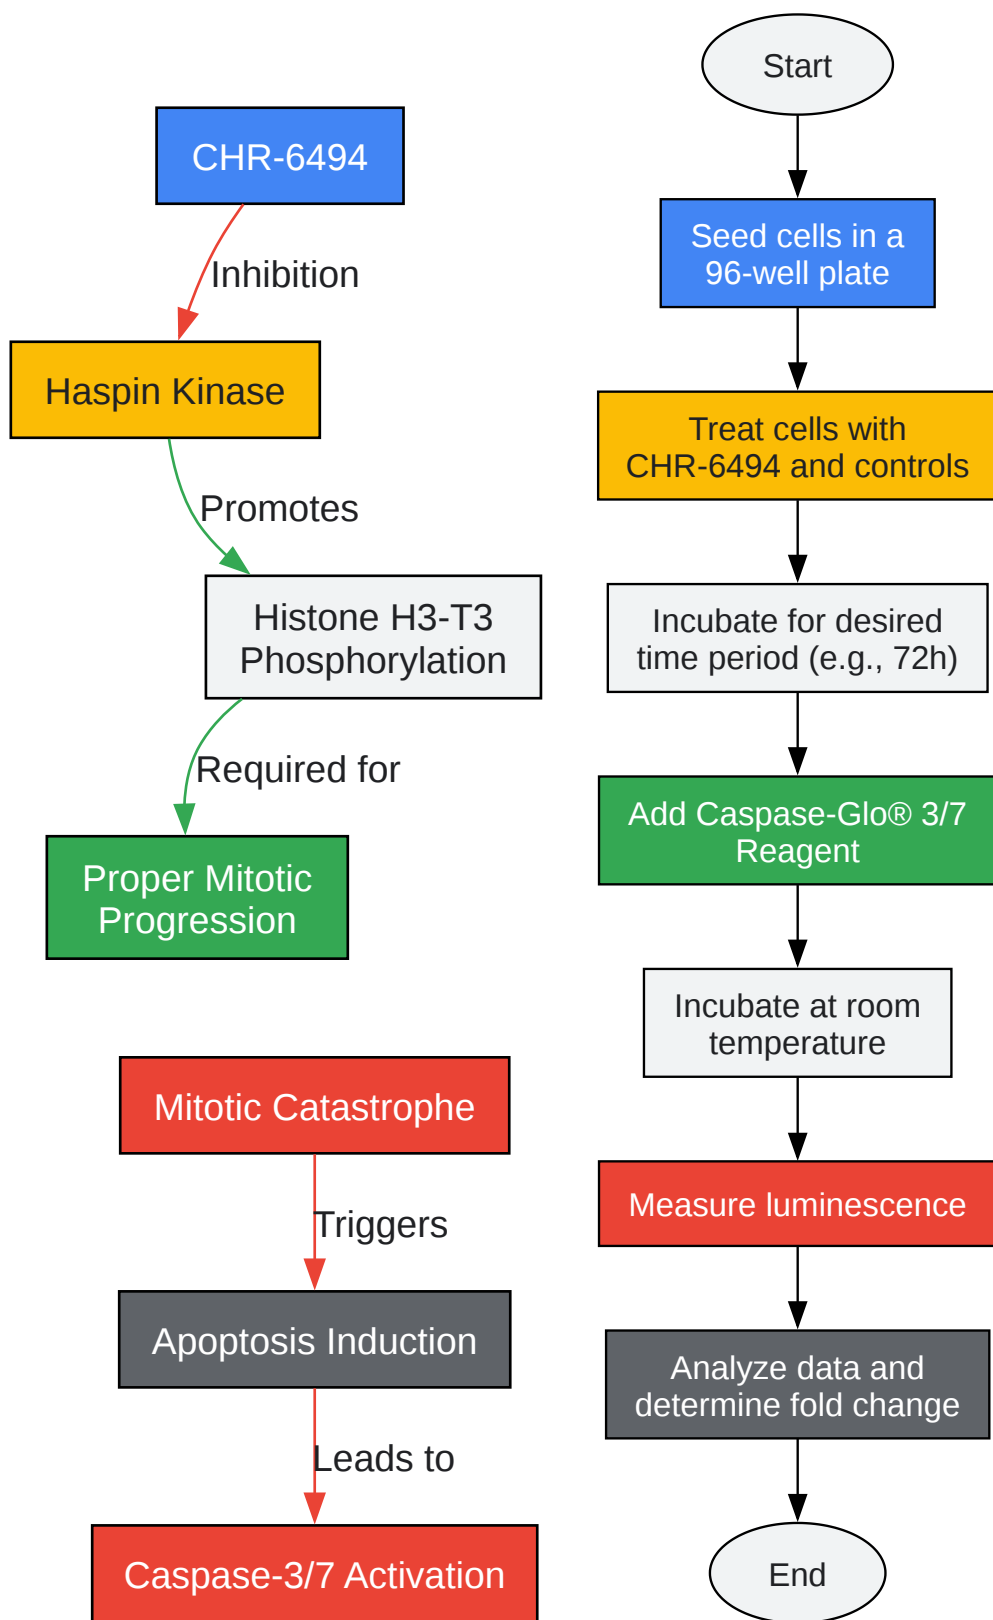 CHR-6494
Inhibition
Haspin Kinase
Promotes
Histone H3-T3
Phosphorylation
Required for
Proper Mitotic
Progression
Mitotic Catastrophe
Triggers
Apoptosis Induction
Leads to
Caspase-3/7 Activation
Start
Seed cells in a
96-well plate
Treat cells with
CHR-6494 and controls
Incubate for desired
time period (e.g., 72h)
Add Caspase-Glo® 3/7
Reagent
Incubate at room
temperature
Measure luminescence
Analyze data and
determine fold change
End